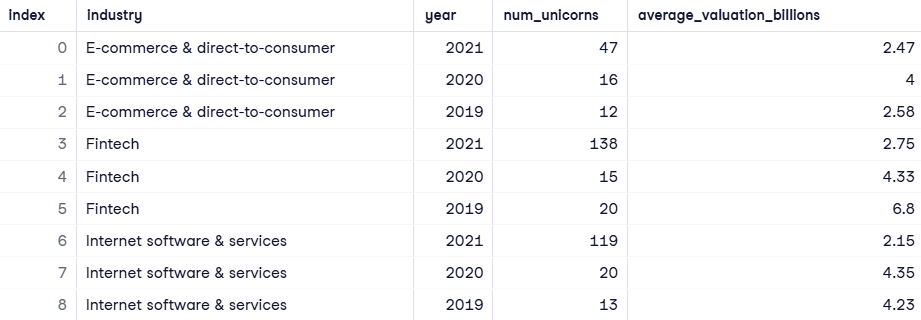 index industry year num_unicorns average_valuation_billions
0 E-commerce & direct-to-consumer 2021 47 2.47
1 E-commerce & direct-to-consumer 2020 16 4
2 E-commerce & direct-to-consumer 2019 12 2.58
3 Fintech 2021 138 2.75
4 Fintech 2020 15 4.33
5 Fintech 2019 20 6.8
6 Internet software & services 2021 119 2.15
7 Internet software & services 2020 20 4.35
8 Internet software & services 2019 13 4.23